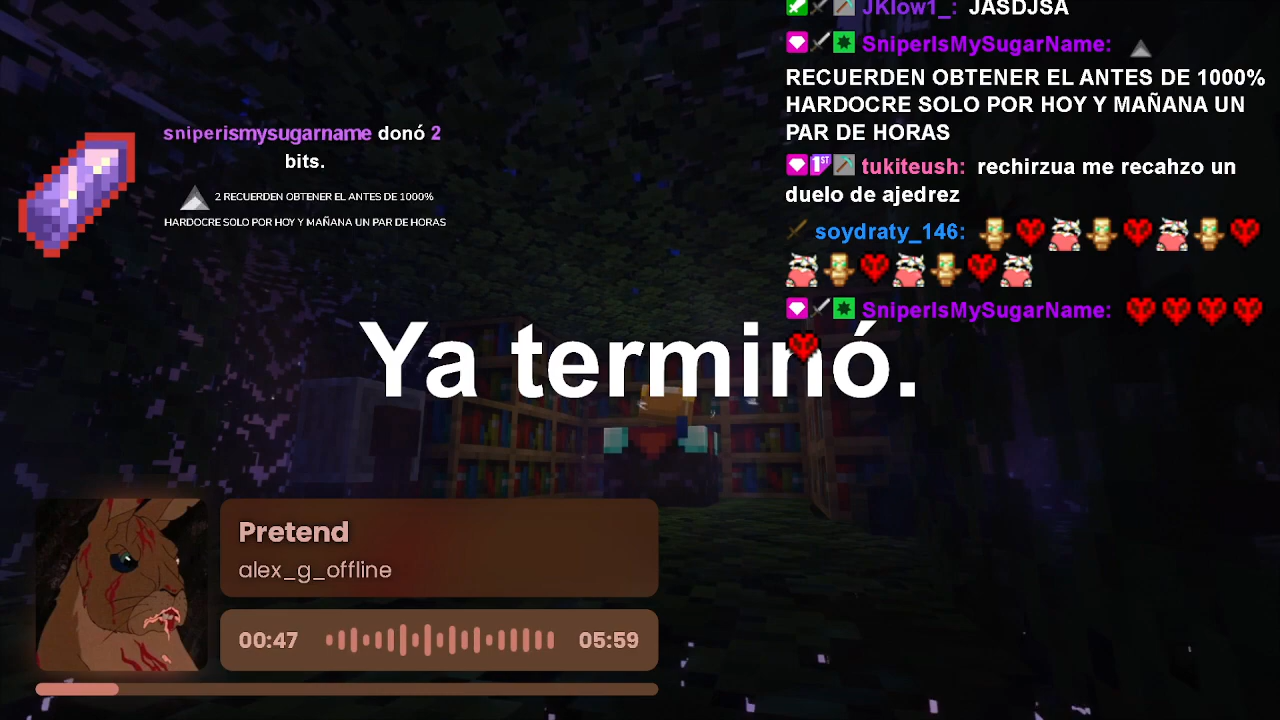 JKlow1_: JASDJSA
SniperIsMySugarName:
RECUERDEN OBTENER EL ANTES DE 1000%
HARDOCRE SOLO POR HOY Y MAÑANA UN
PAR DE HORAS
1ST tukiteush: rechirzua me recahzo un
duelo de ajedrez
soydraty_146:
SniperIsMySugarName:
sniperismysugarname donó 2
bits.
2 RECUERDEN OBTENER EL ANTES DE 1000%
HARDOCRE SOLO POR HOY Y MAÑANA UN PAR DE HORAS
Ya terminó.
Pretend
alex_g_offline
00:47 05:59